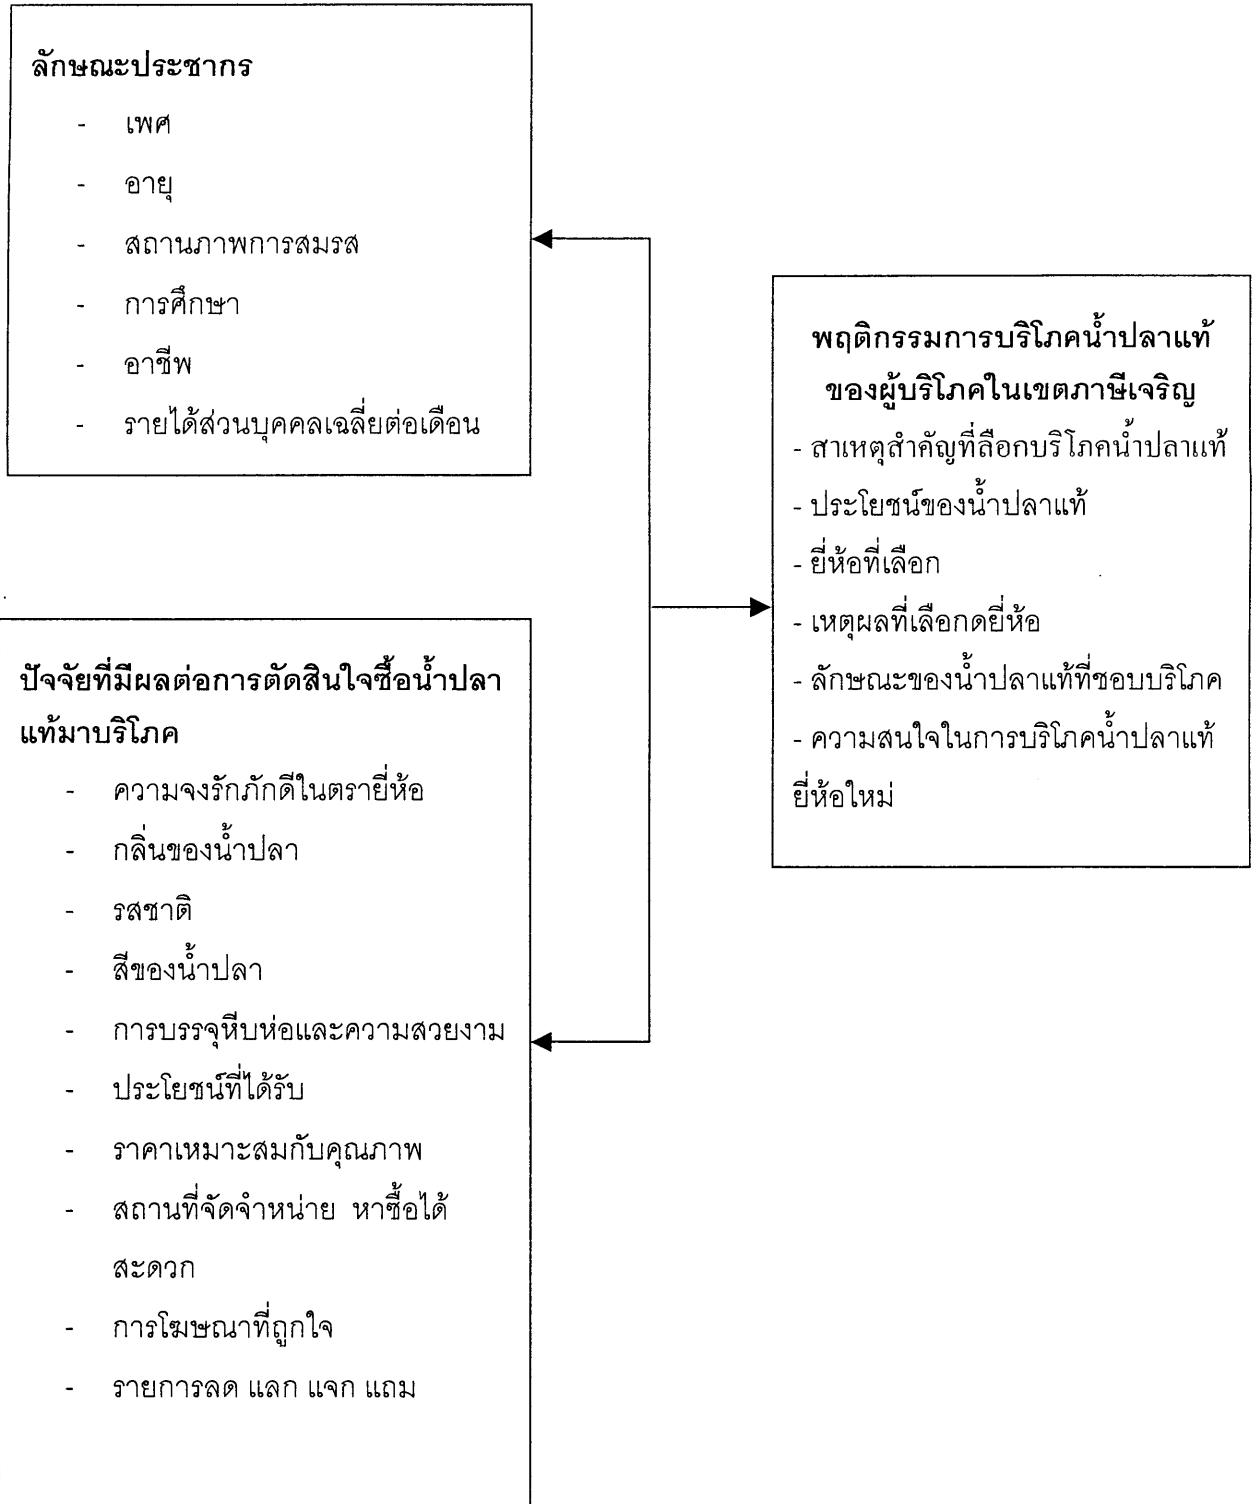 ลักษณะประชากร
- เพศ
- อายุ
- สถานภาพการสมรส
- การศึกษา
- อาชีพ
- รายได้ส่วนบุคคลเฉลี่ยต่อเดือน
ปัจจัยที่มีผลต่อการตัดสินใจซื้อน้ำปลา
แท้มาบริโภค
- ความจงรักภักดีในตรายี่ห้อ
- กลิ่นของน้ำปลา
- รสชาติ
- สีของน้ำปลา
- การบรรจุหีบห่อและความสวยงาม
- ประโยชน์ที่ได้รับ
- ราคาเหมาะสมกับคุณภาพ
- สถานที่จัดจำหน่าย หาซื้อได้
สะดวก
- การโฆษณาที่ถูกใจ
- รายการลด แลก แจก แถม
พฤติกรรมการบริโภคน้ำปลาแท้
ของผู้บริโภคในเขตภาษีเจริญ
- สาเหตุสำคัญที่ลือกบริโภคน้ำปลาแท้
- ประโยชน์ของน้ำปลาแท้
- ยี่ห้อที่เลือก
- เหตุผลที่เลือกดยี่ห้อ
- ลักษณะของน้ำปลาแท้ที่ชอบบริโภค
- ความสนใจในการบริโภคน้ำปลาแท้
ยี่ห้อใหม่